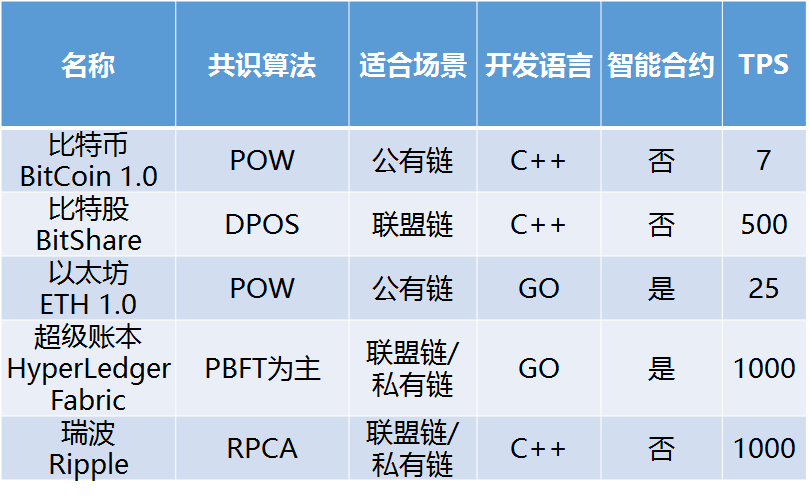 名称 共识算法 适合场景 开发语言 智能合约 TPS
比特币
BitCoin 1.0 POW 公有链 C++ 否 7
比特股
BitShare DPOS 联盟链 C++ 否 500
以太坊
ETH 1.0 POW 公有链 GO 是 25
超级账本
HyperLedger
Fabric PBFT为主 联盟链/
私有链 GO 是 1000
瑞波
Ripple RPCA 联盟链/
私有链 C++ 否 1000